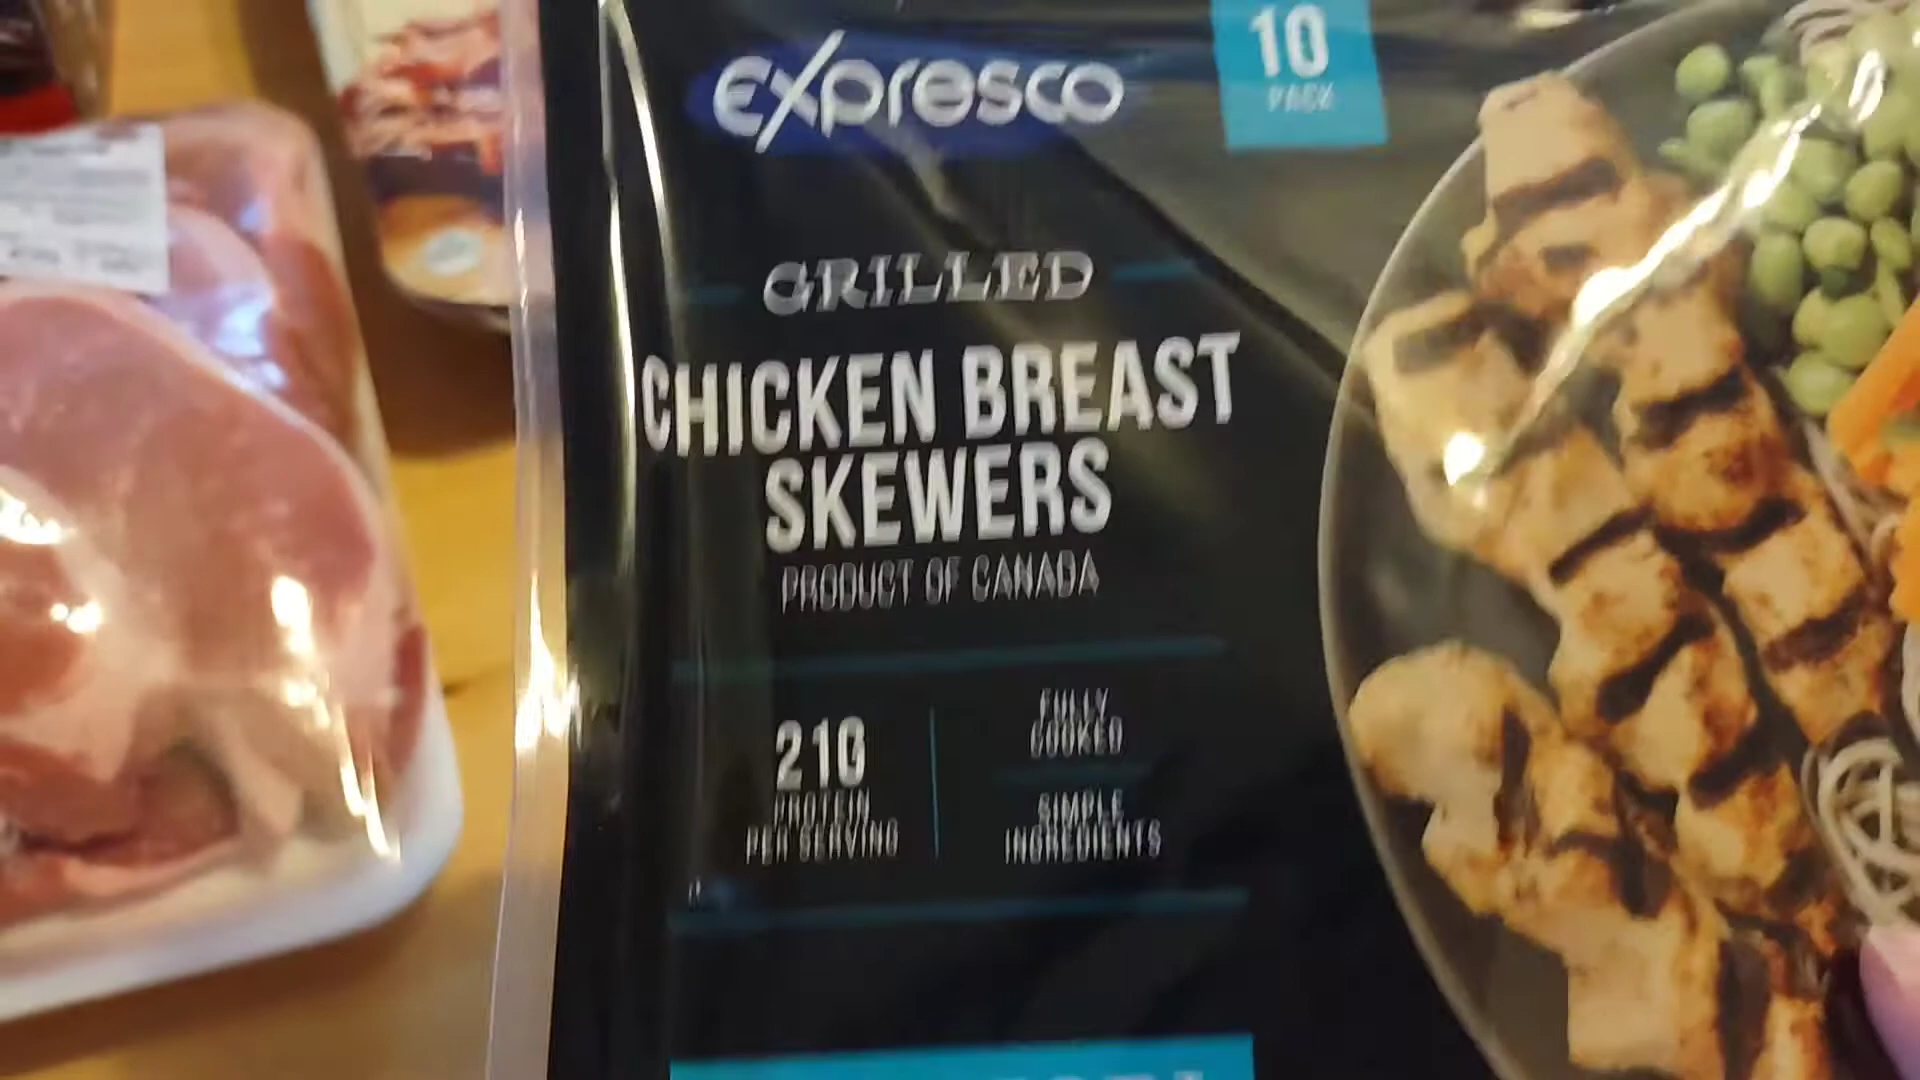 expresco
10
PACK
GRILLED
CHICKEN BREAST
SKEWERS
PRODUCT OF CANADA
21G
PROTEIN
PER SERVING
FULLY
COOKED
SIMPLE
INGREDIENTS